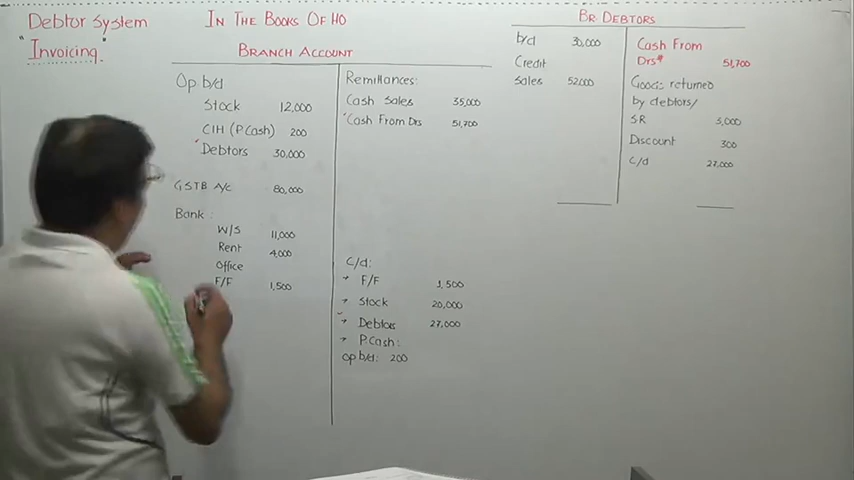 Debtor System
"Invoicing"
In The Books Of HO
Branch Account
Op b/d
Stock 12,000
CIH (P Cash) 200
Debtors 30,000
GSTB A/c 80,000
Bank:
W/S 11,000
Rent 4,000
Office
F/F 1,500
Remittances:
Cash Sales 35,000
Cash From Drs 51,700
C/d:
F/F 1,500
Stock 20,000
Debtors 27,000
P.Cash:
Op b/d: 200
Br Debtors
b/d 30,000
Credit
Sales 52,000
Cash From
Drs# 51,700
Goods returned
by debtors/
SR 3,000
Discount 300
C/d 27,000